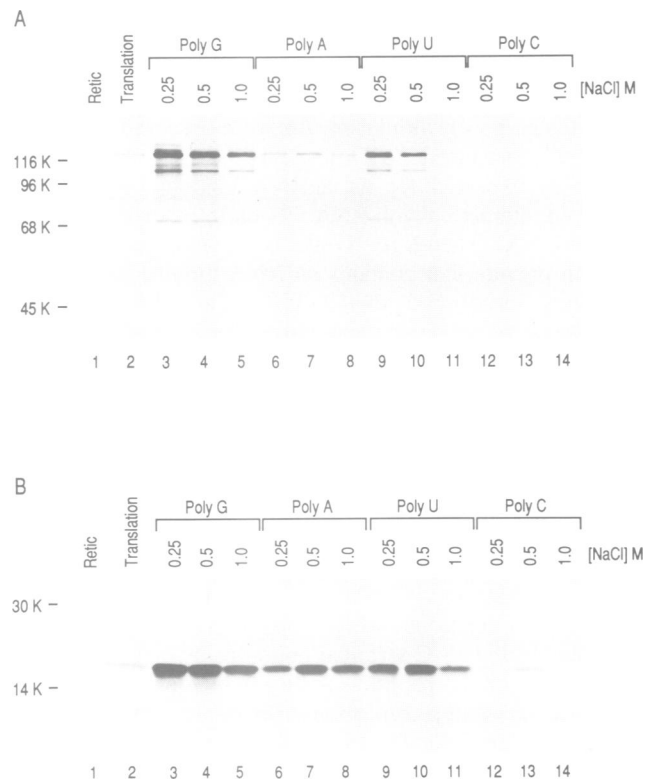 A
Poly G Poly A Poly U Poly C
Retic Translation 0.25 0.5 1.0 0.25 0.5 1.0 0.25 0.5 1.0 0.25 0.5 1.0 [NaCl] M
116 K
96 K
68 K
45 K
1 2 3 4 5 6 7 8 9 10 11 12 13 14
B
Poly G Poly A Poly U Poly C
Retic Translation 0.25 0.5 1.0 0.25 0.5 1.0 0.25 0.5 1.0 0.25 0.5 1.0 [NaCl] M
30 K
14 K
1 2 3 4 5 6 7 8 9 10 11 12 13 14